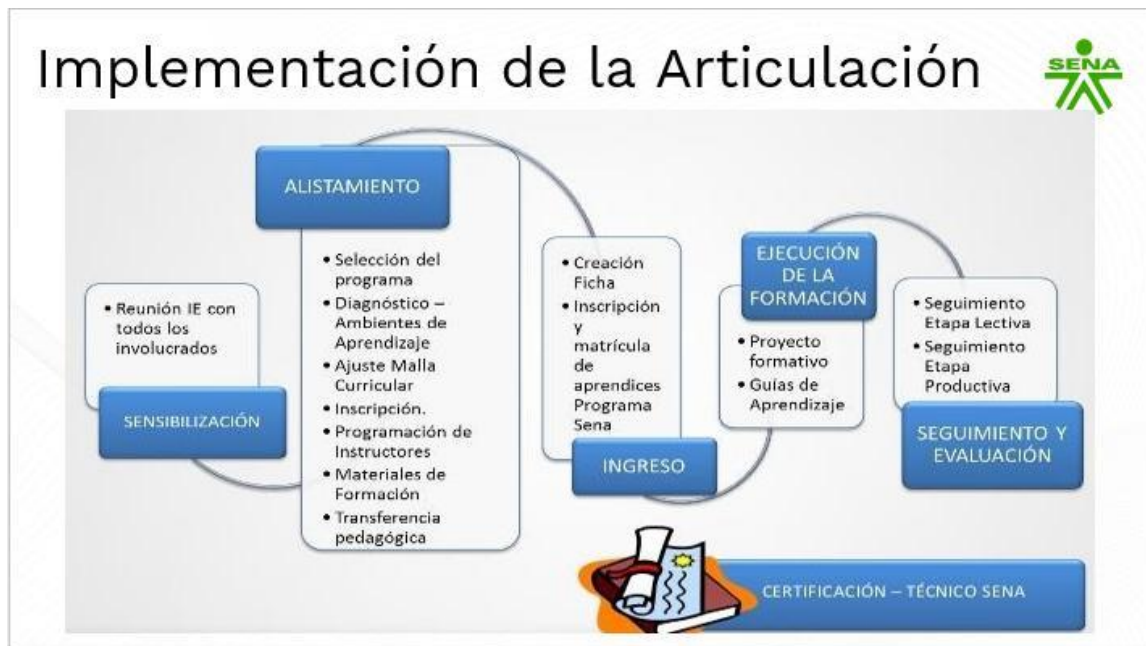 Implementación de la Articulación
SENA
• Reunión IE con
todos los
involucrados
SENSIBILIZACIÓN
ALISTAMIENTO
• Selección del
programa
• Diagnóstico –
Ambientes de
Aprendizaje
• Ajuste Malla
Curricular
• Inscripción.
• Programación de
Instructores
• Materiales de
Formación
• Transferencia
pedagógica
• Creación
Ficha
• Inscripción
y
matrícula
de
aprendices
Programa
Sena
INGRESO
EJECUCIÓN
DE LA
FORMACIÓN
• Proyecto
formativo
• Guías de
Aprendizaje
• Seguimiento
Etapa Lectiva
• Seguimiento
Etapa
Productiva
SEGUIMIENTO Y
EVALUACIÓN
CERTIFICACIÓN – TÉCNICO SENA